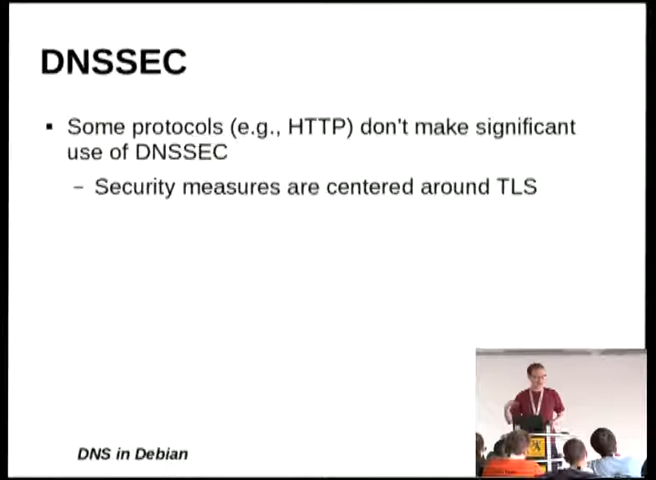 DNSSEC
▪ Some protocols (e.g., HTTP) don't make significant
use of DNSSEC
– Security measures are centered around TLS
DNS in Debian